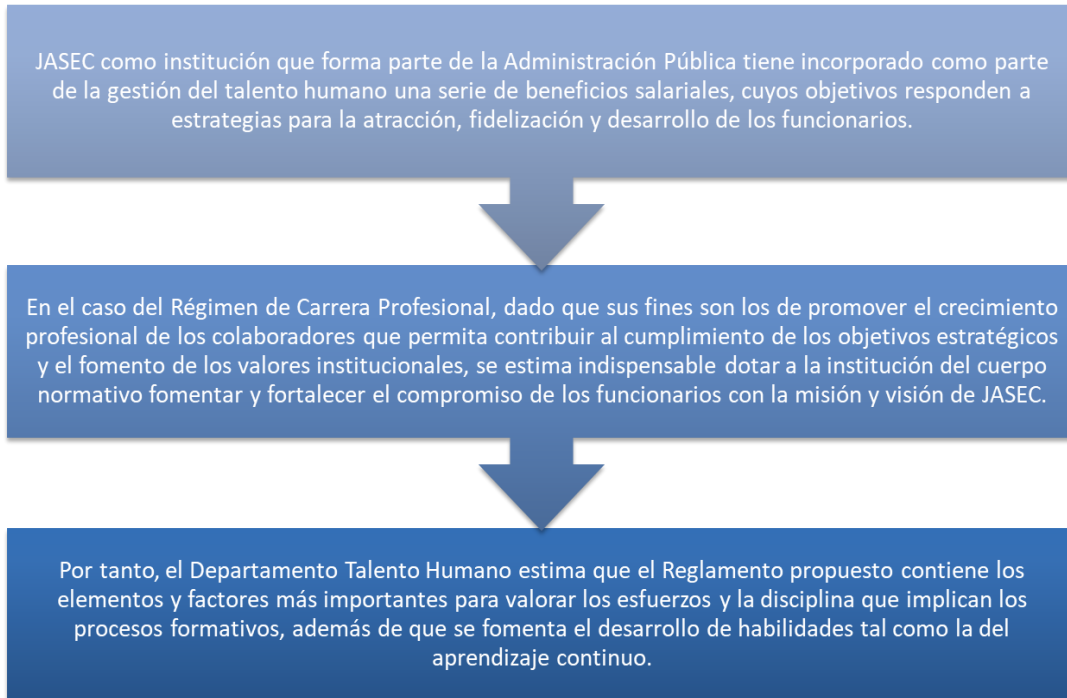 JASEC como institución que forma parte de la Administración Pública tiene incorporado como parte
de la gestión del talento humano una serie de beneficios salariales, cuyos objetivos responden a
estrategias para la atracción, fidelización y desarrollo de los funcionarios.
En el caso del Régimen de Carrera Profesional, dado que sus fines son los de promover el crecimiento
profesional de los colaboradores que permita contribuir al cumplimiento de los objetivos estratégicos
y el fomento de los valores institucionales, se estima indispensable dotar a la institución del cuerpo
normativo fomentar y fortalecer el compromiso de los funcionarios con la misión y visión de JASEC.
Por tanto, el Departamento Talento Humano estima que el Reglamento propuesto contiene los
elementos y factores más importantes para valorar los esfuerzos y la disciplina que implican los
procesos formativos, además de que se fomenta el desarrollo de habilidades tal como la del
aprendizaje continuo.